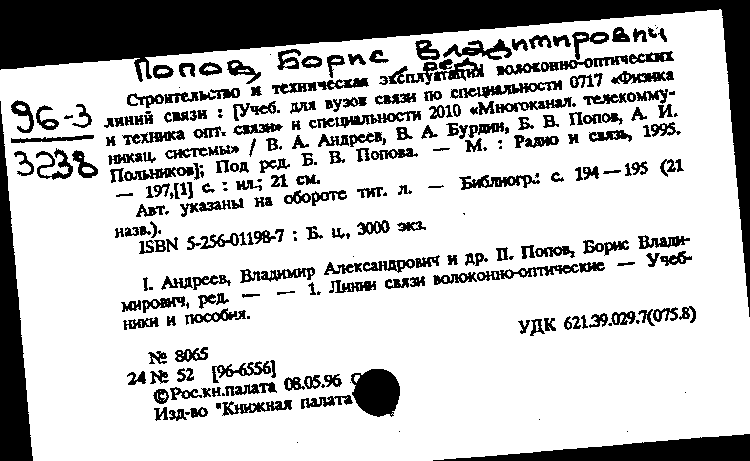 Попов, Борис Владимирович
, ред.
96-3
3238
Строительство и техническая эксплуатация волоконно-оптических
линий связи : [Учеб. для вузов связи по специальности 0717 «Физика
и техника опт. связи» и специальности 2010 «Многоканал. телекомму-
никац. системы» / В. А. Андреев, В. А. Бурдин, Б. В. Попов, А. И.
Польников]; Под ред. Б. В. Попова. — М. : Радио и связь, 1995.
— 197,[1] с. : ил.; 21 см.
Авт. указаны на обороте тит. л. — Библиогр.: с. 194—195 (21
назв.).
ISBN 5-256-01198-7 : Б. ц., 3000 экз.
I. Андреев, Владимир Александрович и др. II. Попов, Борис Влади-
мирович, ред. — — 1. Линии связи волоконно-оптические — Учеб-
ники и пособия.
УДК 621.39.029.7(075.8)
№ 8065
24 № 52 [96-6556]
©Рос.кн.палата 08.05.96
Изд-во "Книжная палата"